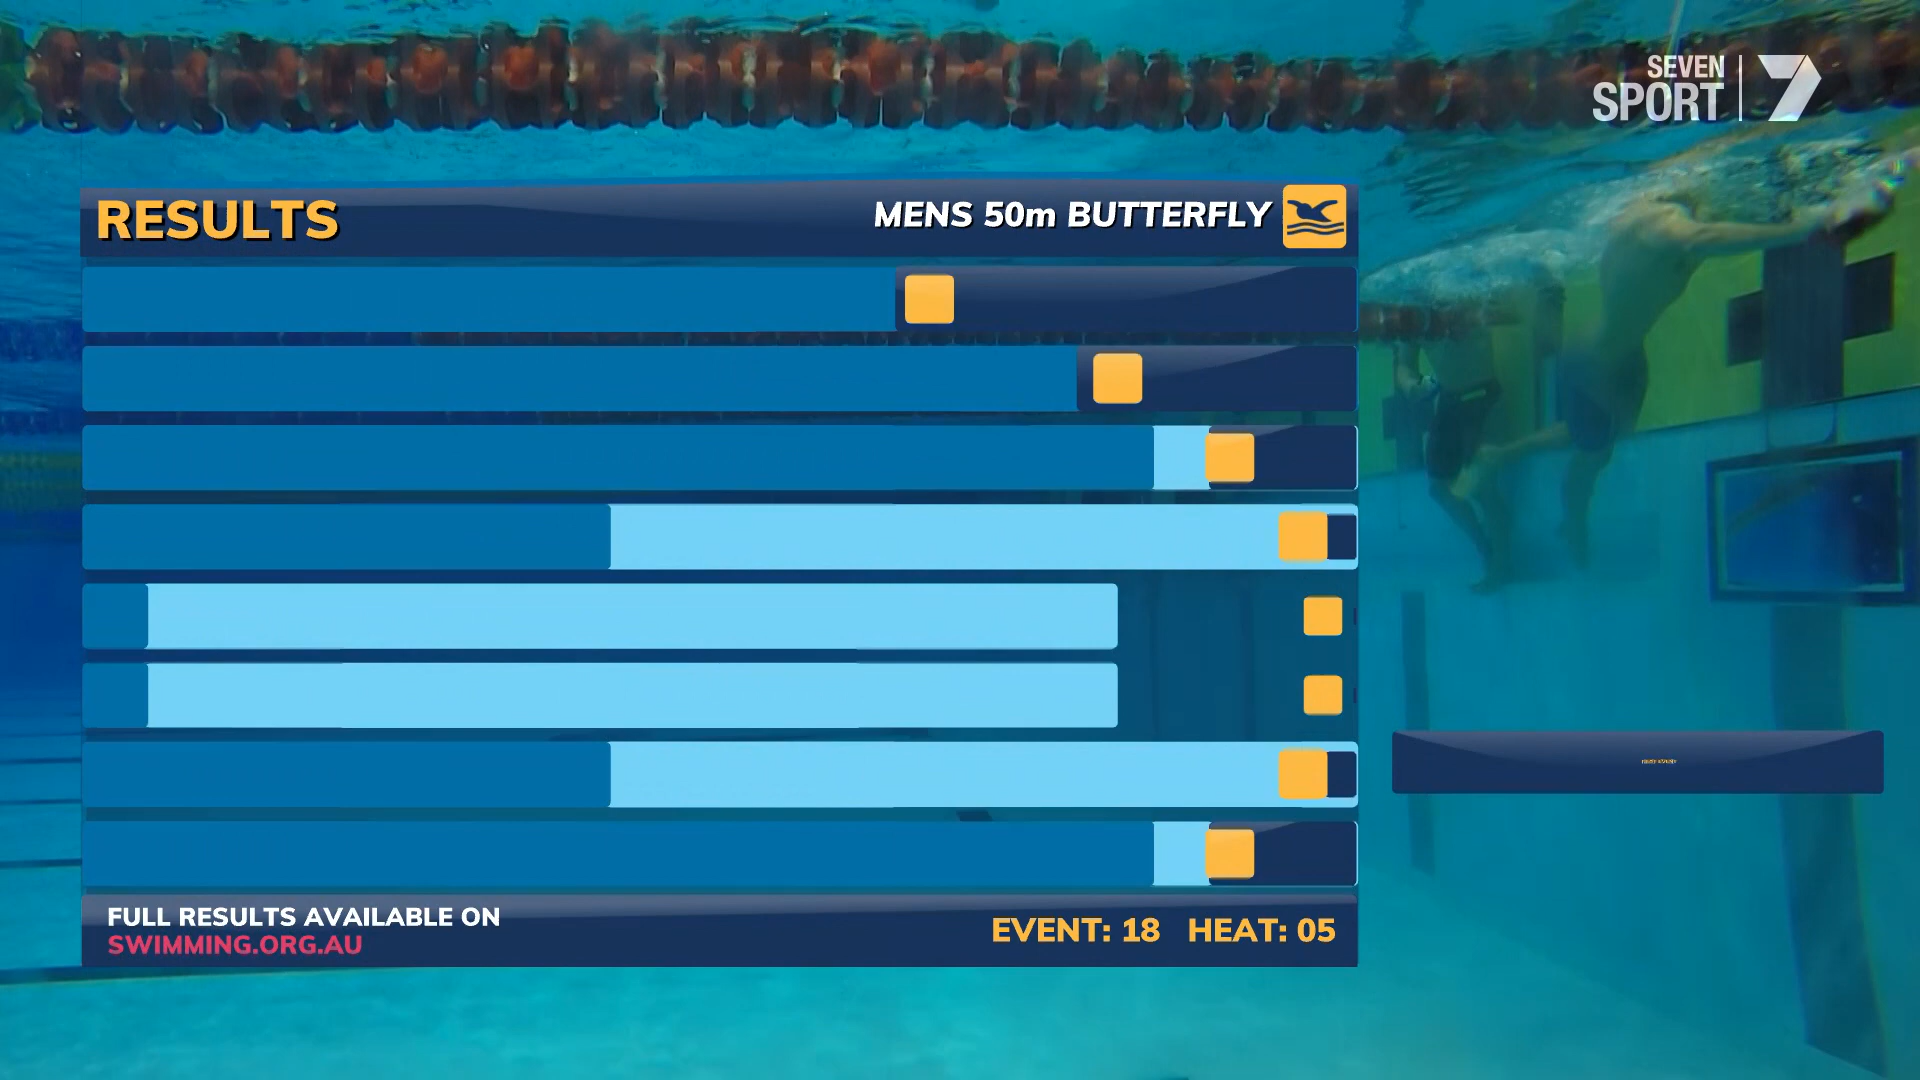 SEVEN
SPORT
RESULTS
MENS 50m BUTTERFLY
FULL RESULTS AVAILABLE ON
SWIMMING.ORG.AU
EVENT: 18 HEAT: 05